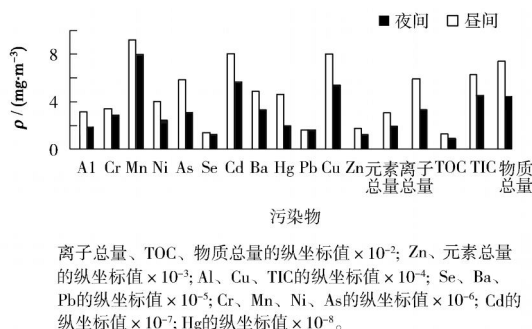 ■ 夜间
□ 昼间
ρ / (mg·m⁻³)
8
4
0
Al Cr Mn Ni As Se Cd Ba Hg Pb Cu Zn 元素总量 离子总量 TOC TIC 物质总量
污染物
离子总量、TOC、物质总量的纵坐标值×10⁻²; Zn、元素总量
的纵坐标值×10⁻³; Al、Cu、TIC的纵坐标值×10⁻⁴; Se、Ba、
Pb的纵坐标值×10⁻⁵; Cr、Mn、Ni、As的纵坐标值×10⁻⁶; Cd的
纵坐标值×10⁻⁷; Hg的纵坐标值×10⁻⁸。